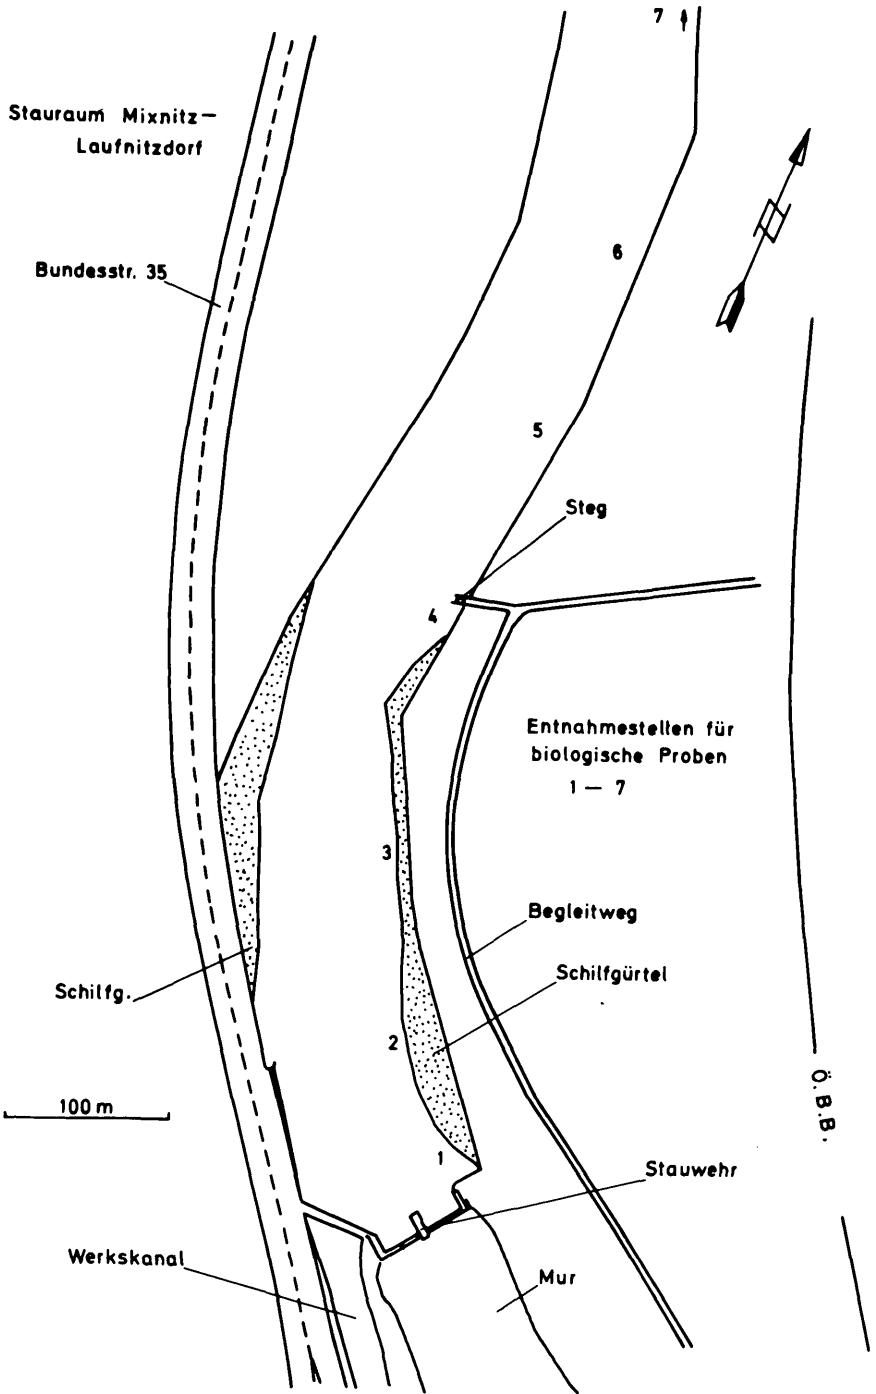 7
Stauraum Mixnitz-
Laufnitzdorf
6
Bundesstr. 35
5
Steg
4
Entnahmestellen für
biologische Proben
1 – 7
3
Begleitweg
Schilfgürtel
Schilfg.
2
Ö.B.B.
100 m
1
Stauwehr
Werkskanal
Mur